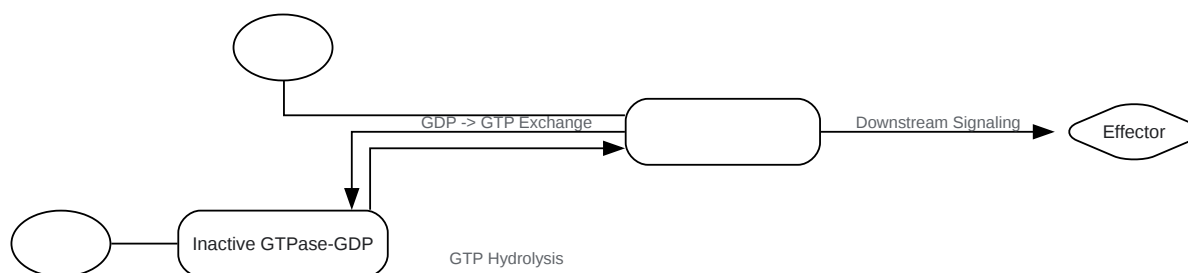 GDP -> GTP Exchange
Downstream Signaling
Effector
Inactive GTPase-GDP
GTP Hydrolysis